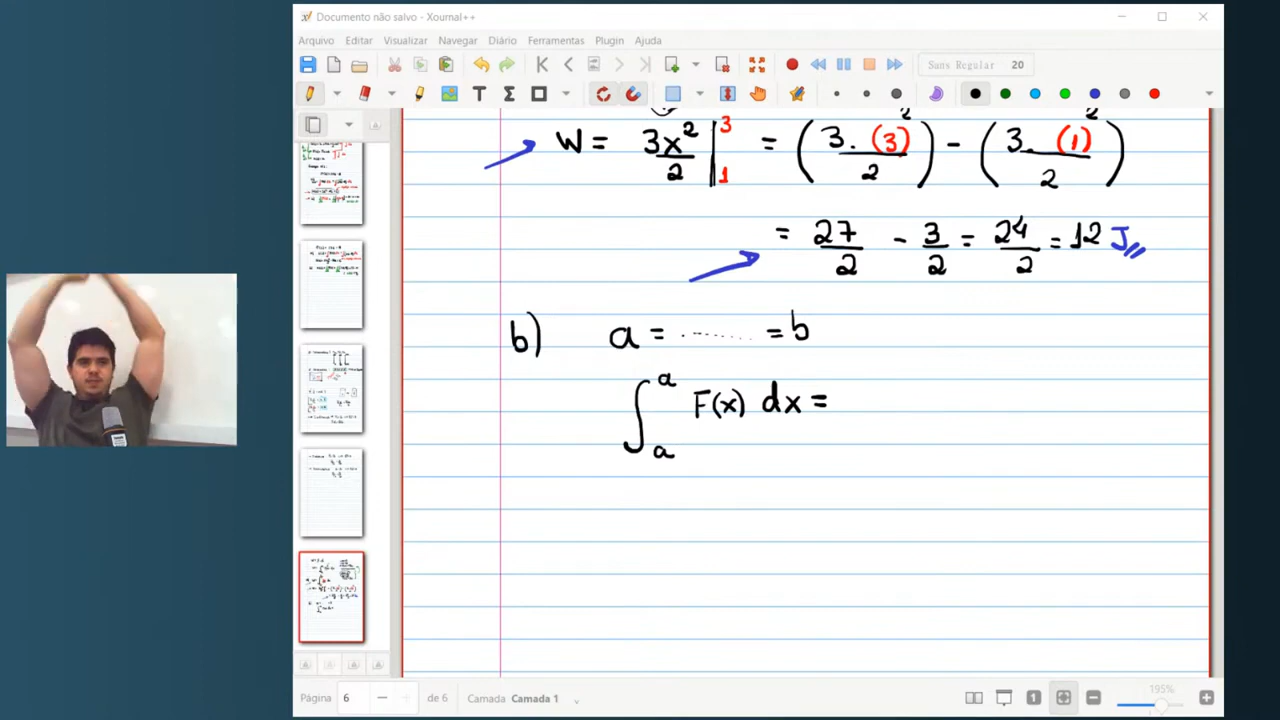 Documento não salvo - Xournal++
Arquivo Editar Visualizar Navegar Diário Ferramentas Plugin Ajuda
Sans Regular 20
W = 3x²/2 |₁³ = (3.(3)²/2) - (3.(1)²/2)
= 27/2 - 3/2 = 24/2 = 12 J
b) a = ........ = b
∫ₐᵃ F(x) dx =
Página 6 de 6 Camada Camada 1
195%